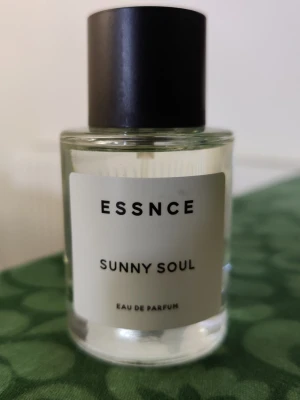 ESSNCE
SUNNY SOUL
EAU DE PARFUM